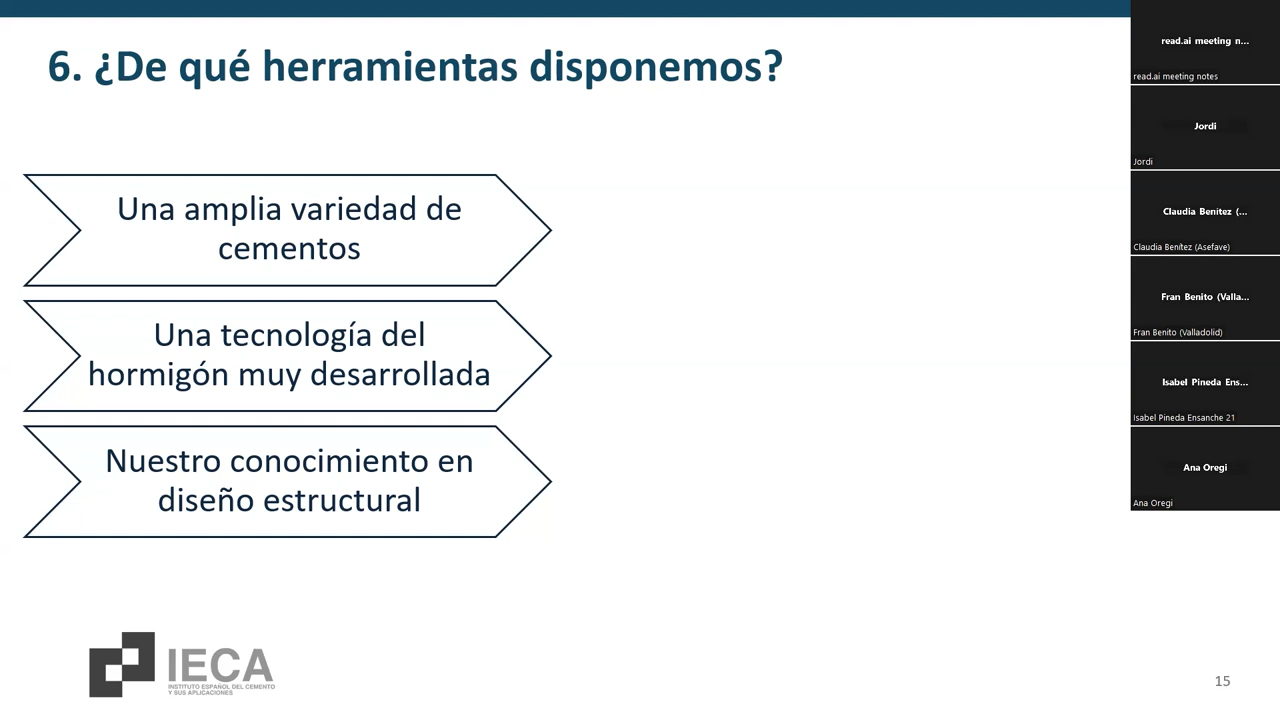 6. ¿De qué herramientas disponemos?
Una amplia variedad de
cementos
Una tecnología del
hormigón muy desarrollada
Nuestro conocimiento en
diseño estructural
IECA
INSTITUTO ESPAÑOL DEL CEMENTO
Y SUS APLICACIONES
15
read.ai meeting n...
read.ai meeting notes
Jordi
Jordi
Claudia Benítez (...
Claudia Benítez (Asefave)
Fran Benito (Valla...
Fran Benito (Valladolid)
Isabel Pineda Ens...
Isabel Pineda Ensanche 21
Ana Oregi
Ana Oregi